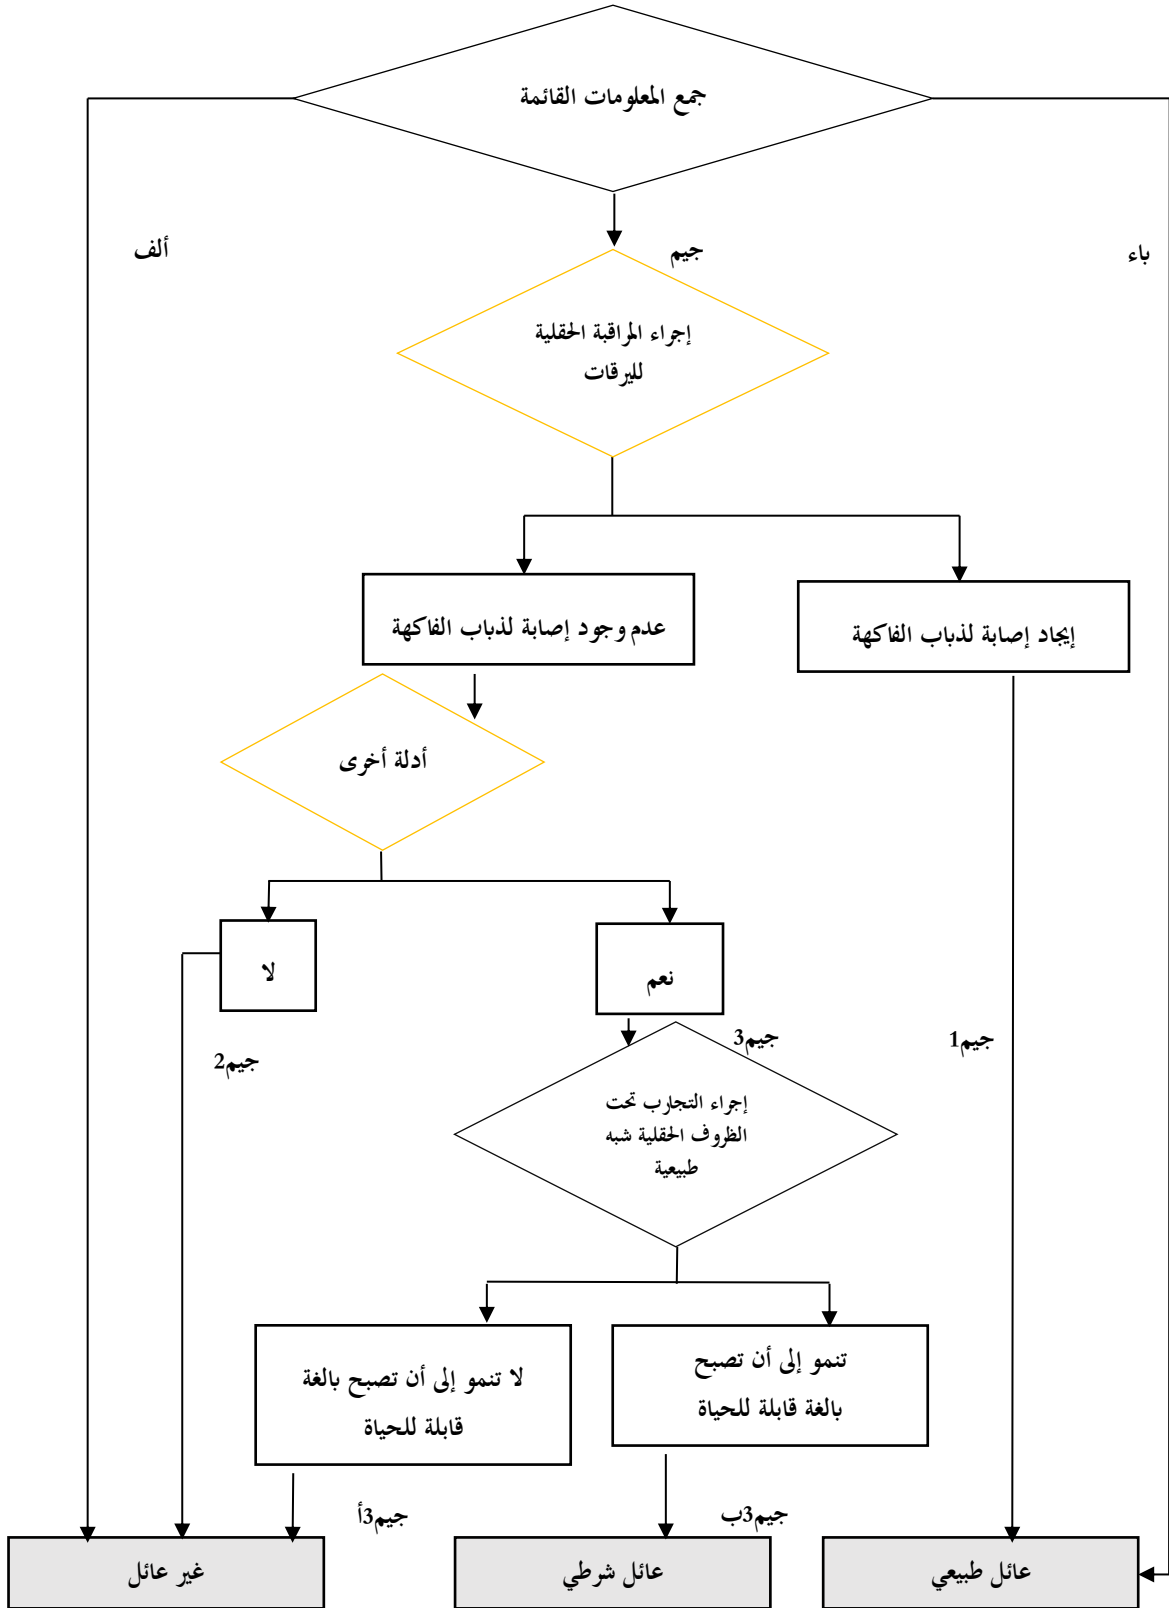 جمع المعلومات القائمة
ألف
باء
جيم
إجراء المراقبة الحقلية
لليرقات
إيجاد إصابة لذباب الفاكهة
عدم وجود إصابة لذباب الفاكهة
أدلة أخرى
نعم
لا
جيم1
جيم3
جيم2
إجراء التجارب تحت
الظروف الحقلية شبه
طبيعية
تنمو إلى أن تصبح
بالغة قابلة للحياة
لا تنمو إلى أن تصبح بالغة
قابلة للحياة
جيم3ب
جيم3أ
عائل طبيعي
عائل شرطي
غير عائل